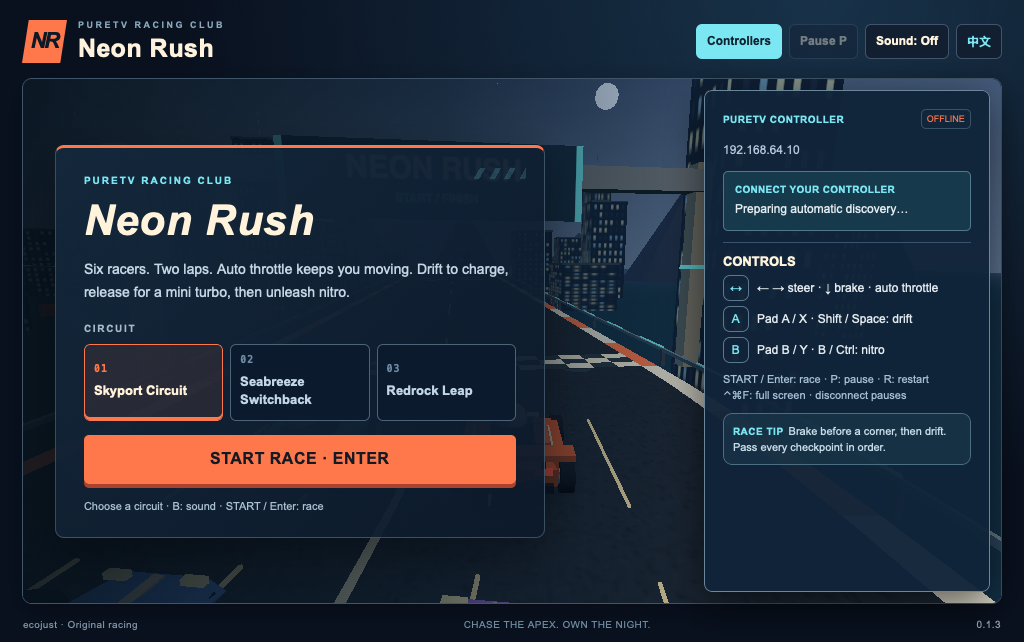 NR
PURETV RACING CLUB
Neon Rush
Controllers
Pause P
Sound: Off
中文
NEON RUSH
PURETV RACING CLUB
Neon Rush
Six racers. Two laps. Auto throttle keeps you moving. Drift to charge,
release for a mini turbo, then unleash nitro.
CIRCUIT
01
Skyport Circuit
02
Seabreeze
Switchback
03
Redrock Leap
START RACE · ENTER
Choose a circuit · B: sound · START / Enter: race
PURETV CONTROLLER
OFFLINE
192.168.64.10
CONNECT YOUR CONTROLLER
Preparing automatic discovery…
CONTROLS
↔ ←→ steer · ↓ brake · auto throttle
A Pad A / X · Shift / Space: drift
B Pad B / Y · B / Ctrl: nitro
START / Enter: race · P: pause · R: restart
^⌘F: full screen · disconnect pauses
RACE TIP Brake before a corner, then drift.
Pass every checkpoint in order.
ecojust · Original racing
CHASE THE APEX. OWN THE NIGHT.
0.1.3